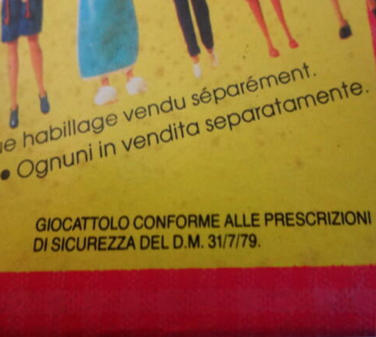 habillage vendu séparément.
• Ognuni in vendita separatamente.
GIOCATTOLO CONFORME ALLE PRESCRIZIONI
DI SICUREZZA DEL D.M. 31/7/79.